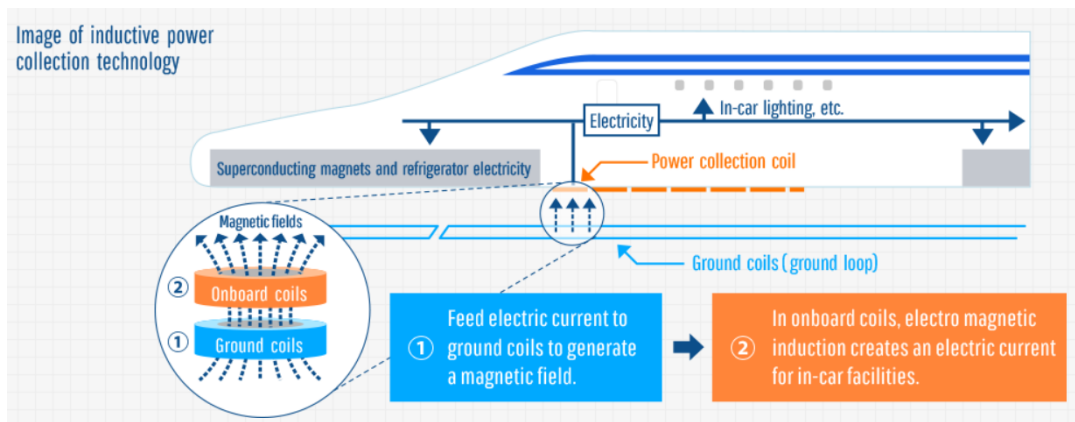 Image of inductive power
collection technology
Electricity
In-car lighting, etc.
Superconducting magnets and refrigerator electricity
Power collection coil
Magnetic fields
Ground coils (ground loop)
② Onboard coils
① Ground coils
①
Feed electric current to
ground coils to generate
a magnetic field.
②
In onboard coils, electro magnetic
induction creates an electric current
for in-car facilities.